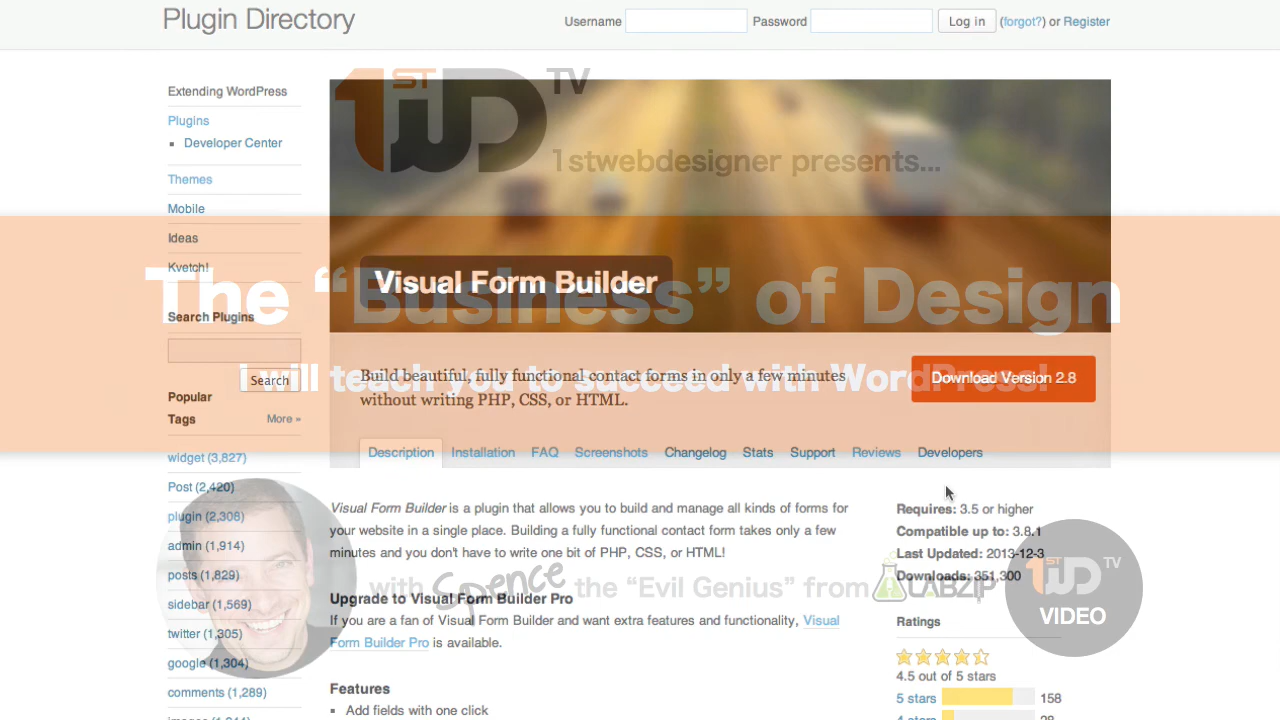 Plugin Directory
Username
Password
Log in
(forgot?) or Register
Extending WordPress
Plugins
Developer Center
Themes
Mobile
Ideas
Kvetch!
Search Plugins
Search
Popular
Tags
More »
widget (3,827)
Post (2,420)
plugin (2,308)
admin (1,914)
posts (1,829)
sidebar (1,569)
twitter (1,305)
google (1,304)
comments (1,289)
1ST WD TV
1stwebdesigner presents...
The “Business” of Design
I will teach you to succeed with WordPress!
Visual Form Builder
Build beautiful, fully functional contact forms in only a few minutes
without writing PHP, CSS, or HTML.
Download Version 2.8
Description
Installation
FAQ
Screenshots
Changelog
Stats
Support
Reviews
Developers
Visual Form Builder is a plugin that allows you to build and manage all kinds of forms for
your website in a single place. Building a fully functional contact form takes only a few
minutes and you don't have to write one bit of PHP, CSS, or HTML!
with Spence the “Evil Genius” from LABZIP
Upgrade to Visual Form Builder Pro
If you are a fan of Visual Form Builder and want extra features and functionality, Visual
Form Builder Pro is available.
Features
Add fields with one click
Requires: 3.5 or higher
Compatible up to: 3.8.1
Last Updated: 2013-12-3
Downloads: 351,300
1ST WD TV
VIDEO
Ratings
4.5 out of 5 stars
5 stars
158